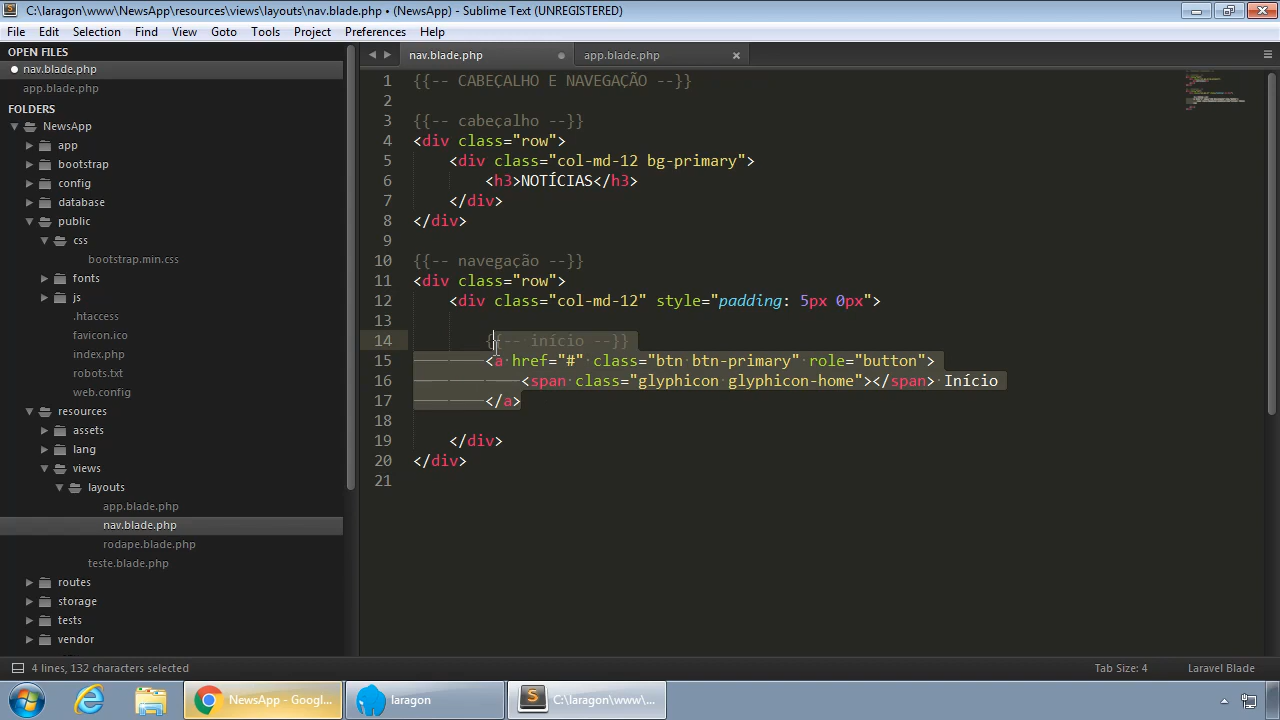 C:\laragon\www\NewsApp\resources\views\layouts\nav.blade.php • (NewsApp) - Sublime Text (UNREGISTERED)
File Edit Selection Find View Goto Tools Project Preferences Help
OPEN FILES
nav.blade.php
app.blade.php
FOLDERS
NewsApp
app
bootstrap
config
database
public
css
bootstrap.min.css
fonts
js
.htaccess
favicon.ico
index.php
robots.txt
web.config
resources
assets
lang
views
layouts
app.blade.php
nav.blade.php
rodape.blade.php
teste.blade.php
routes
storage
tests
vendor
nav.blade.php app.blade.php
1 {{-- CABEÇALHO E NAVEGAÇÃO --}}
2
3 {{-- cabeçalho --}}
4 <div class="row">
5 <div class="col-md-12 bg-primary">
6 <h3>NOTÍCIAS</h3>
7 </div>
8 </div>
9
10 {{-- navegação --}}
11 <div class="row">
12 <div class="col-md-12" style="padding: 5px 0px">
13
14 {{-- início --}}
15 <a href="#" class="btn btn-primary" role="button">
16 <span class="glyphicon glyphicon-home"></span> Início
17 </a>
18
19 </div>
20 </div>
21
4 lines, 132 characters selected Tab Size: 4 Laravel Blade
NewsApp - Googl... laragon C:\laragon\www\...